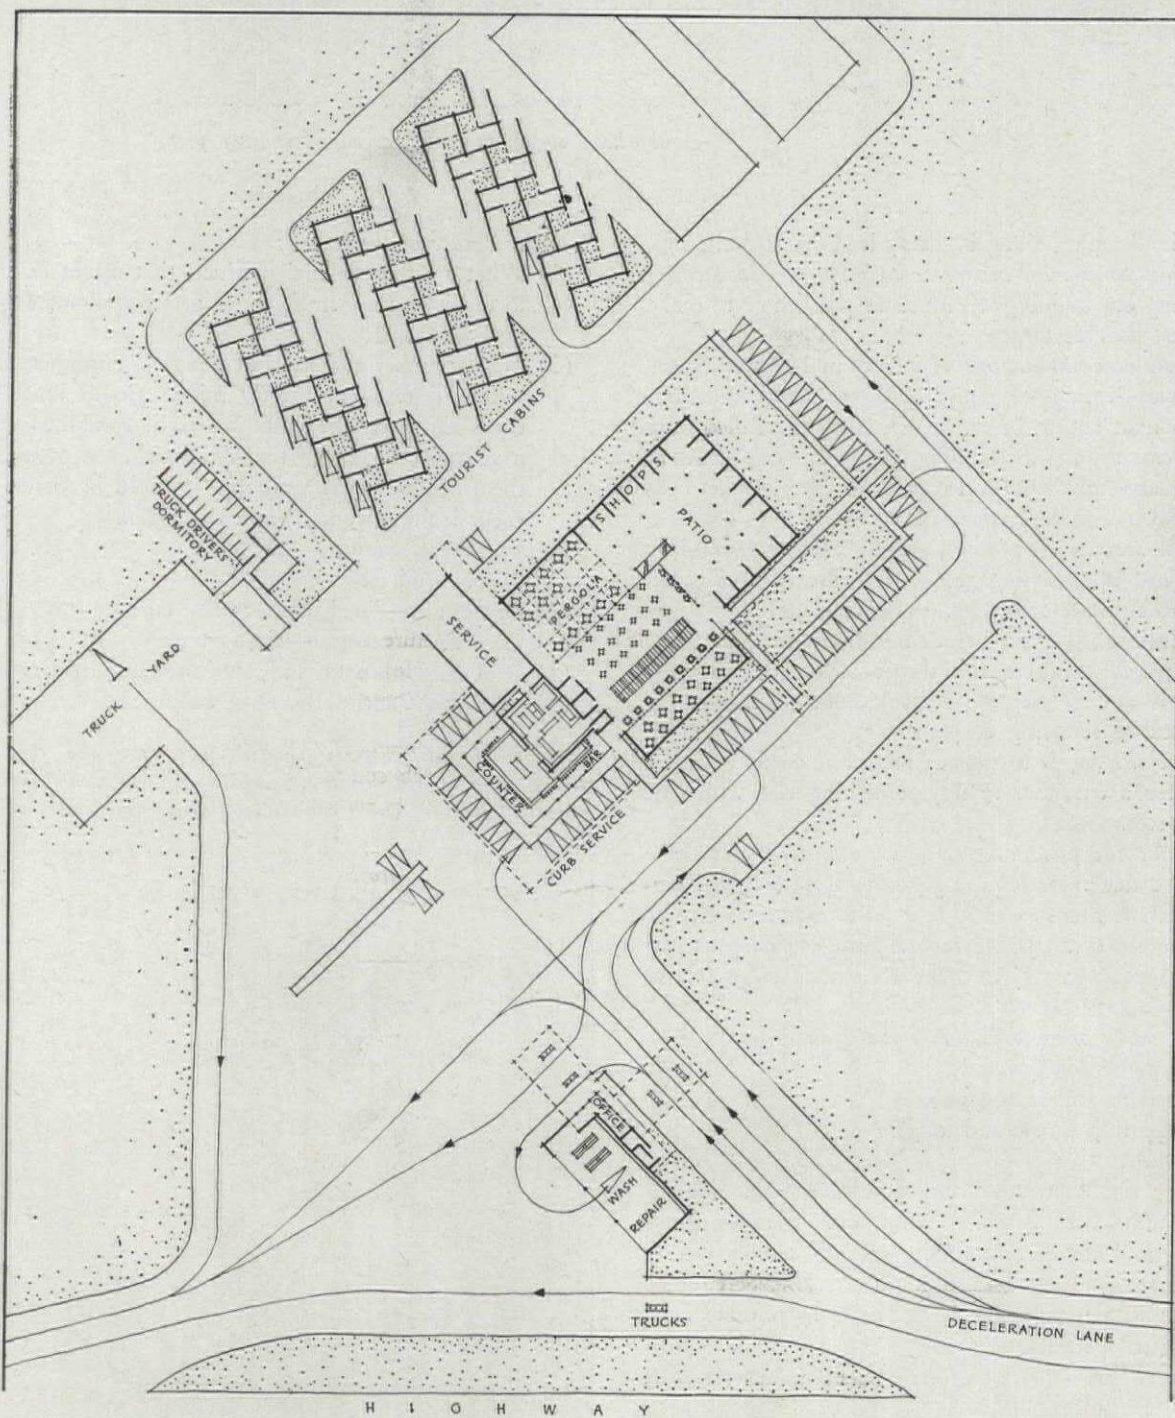 TOURIST CABINS
TRUCK DRIVERS'
DORMITORY
SHOPS
PATIO
PERGOLA
SERVICE
TRUCK YARD
COUNTER
BAR
CURB SERVICE
OFFICE
WASH
REPAIR
TRUCKS
DECELERATION LANE
HIGHWAY